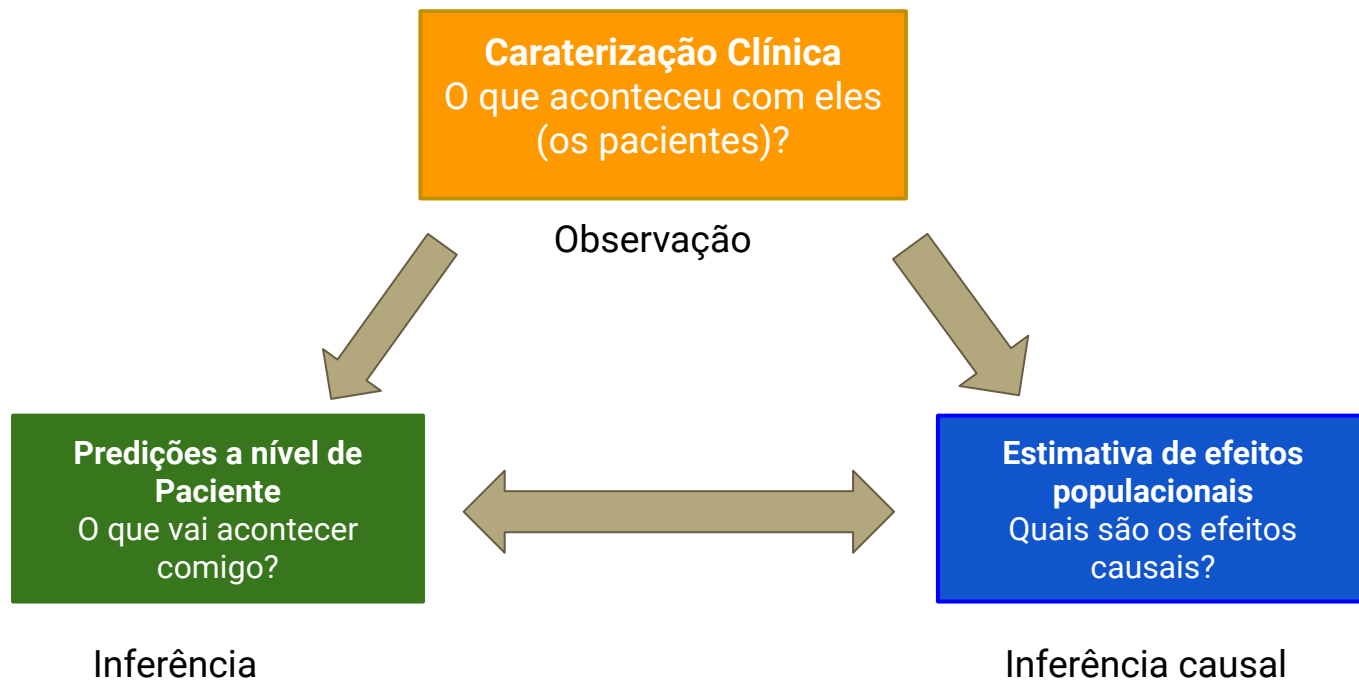 Caraterização Clínica
O que aconteceu com eles
(os pacientes)?
Observação
Predições a nível de
Paciente
O que vai acontecer
comigo?
Estimativa de efeitos
populacionais
Quais são os efeitos
causais?
Inferência
Inferência causal